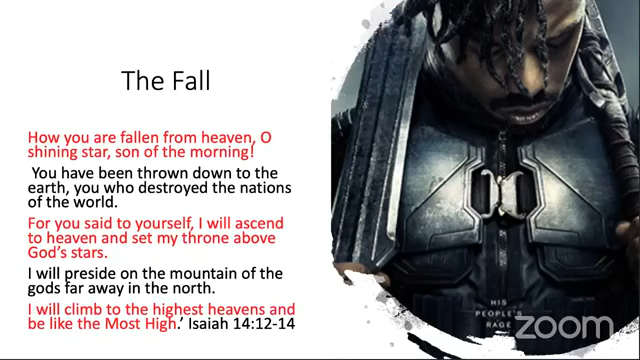 The Fall
How you are fallen from heaven, O
shining star, son of the morning!
You have been thrown down to the
earth, you who destroyed the nations
of the world.
For you said to yourself, I will ascend
to heaven and set my throne above
God's stars.
I will preside on the mountain of the
gods far away in the north.
I will climb to the highest heavens and
be like the Most High.’ Isaiah 14:12-14
HIS
PEOPLE'S
RAGE
zoom